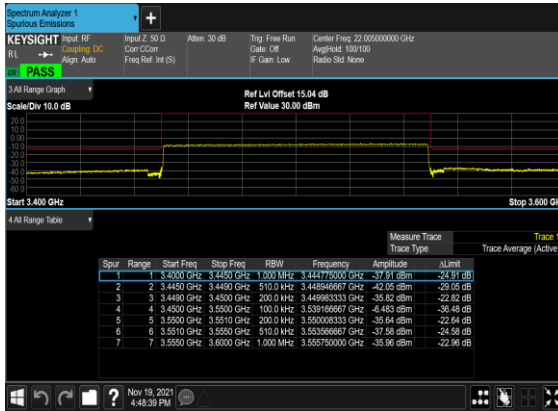 Spectrum Analyzer 1
Spurious Emissions
+
KEYSIGHT Input: RF Input Z: 50 Ω Atten: 30 dB Trig: Free Run Center Freq: 22.005000000 GHz
RL Coupling: DC Corr CCorr Gate: Off Avg|Hold: 100/100
Align: Auto Freq Ref: Int (S) IF Gain: Low Radio Std: None
PASS
3 All Range Graph
Ref Lvl Offset 15.04 dB
Scale/Div 10.0 dB Ref Value 30.00 dBm
20.0
10.0
0.00
-10.0
-20.0
-30.0
-40.0
-50.0
-60.0
Start 3.400 GHz Stop 3.600 GH
4 All Range Table
Measure Trace Trace 1
Trace Type Trace Average (Active
Spur Range Start Freq Stop Freq RBW Frequency Amplitude ΔLimit
1 1 3.4000 GHz 3.4450 GHz 1.000 MHz 3.444775000 GHz -37.91 dBm -24.91 dB
2 2 3.4450 GHz 3.4490 GHz 510.0 kHz 3.448946667 GHz -42.05 dBm -29.05 dB
3 3 3.4490 GHz 3.4500 GHz 200.0 kHz 3.449983333 GHz -35.82 dBm -22.82 dB
4 4 3.4500 GHz 3.5500 GHz 100.0 kHz 3.539166667 GHz -6.483 dBm -36.48 dB
5 5 3.5500 GHz 3.5510 GHz 200.0 kHz 3.550008333 GHz -35.64 dBm -22.64 dB
6 6 3.5510 GHz 3.5550 GHz 510.0 kHz 3.553566667 GHz -37.58 dBm -24.58 dB
7 7 3.5550 GHz 3.6000 GHz 1.000 MHz 3.555750000 GHz -35.96 dBm -22.96 dB
? Nov 19, 2021
4:48:39 PM